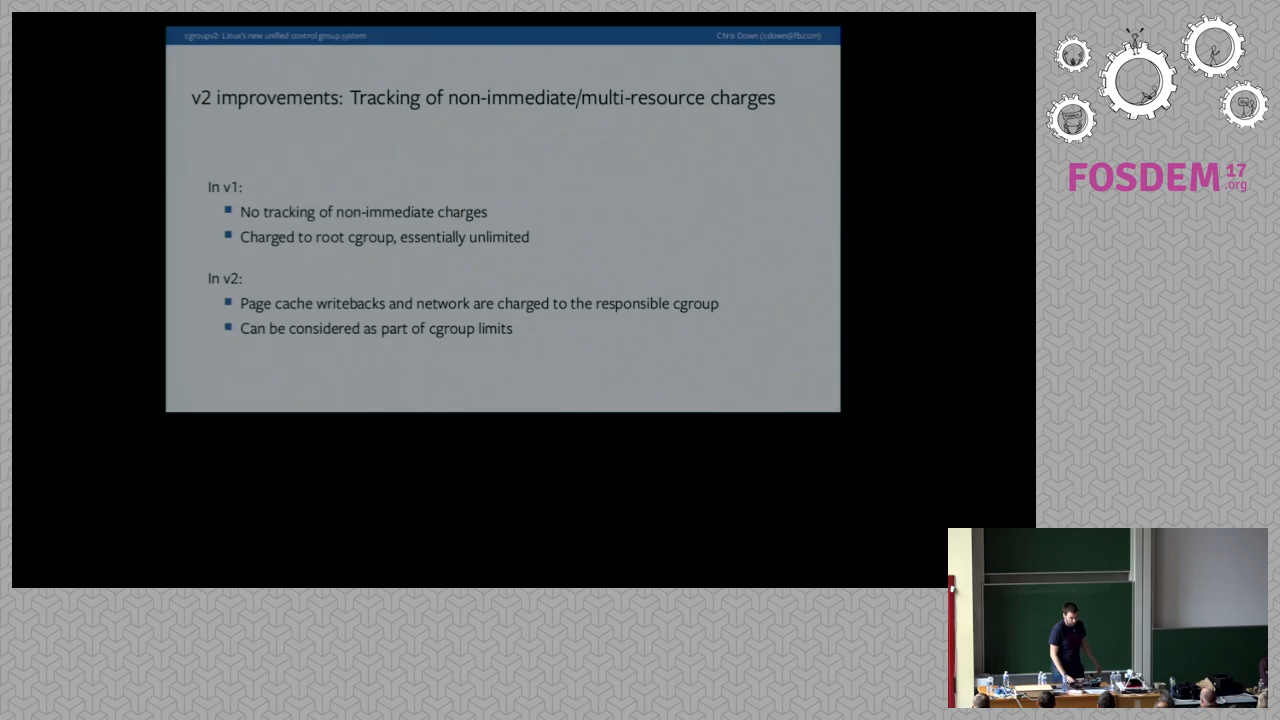 cgroupv2: Linux's new unified control group system
Chris Down (cdown@fb.com)
v2 improvements: Tracking of non-immediate/multi-resource charges
In v1:
No tracking of non-immediate charges
Charged to root cgroup, essentially unlimited
In v2:
Page cache writebacks and network are charged to the responsible cgroup
Can be considered as part of cgroup limits
FOSDEM 17
.org